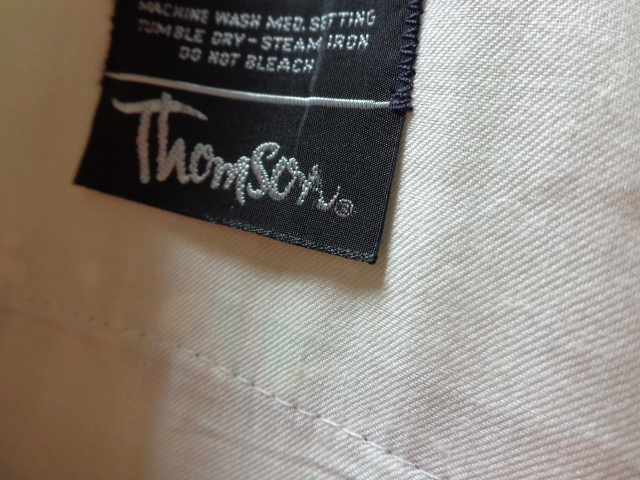 MACHINE WASH MED. SETTING
TUMBLE DRY - STEAM IRON
DO NOT BLEACH
Thomson®